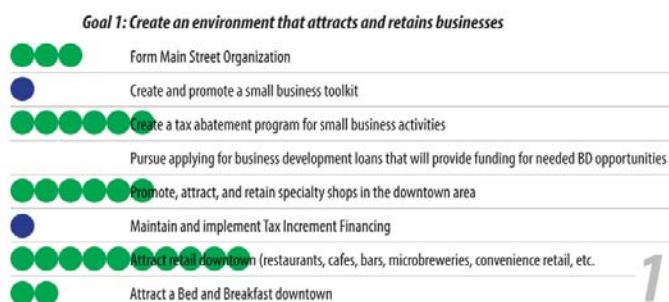 Goal 1: Create an environment that attracts and retains businesses
Form Main Street Organization
Create and promote a small business toolkit
Create a tax abatement program for small business activities
Pursue applying for business development loans that will provide funding for needed BD opportunities
Promote, attract, and retain specialty shops in the downtown area
Maintain and implement Tax Increment Financing
Attract retail downtown (restaurants, cafes, bars, microbreweries, convenience retail, etc.
Attract a Bed and Breakfast downtown
1